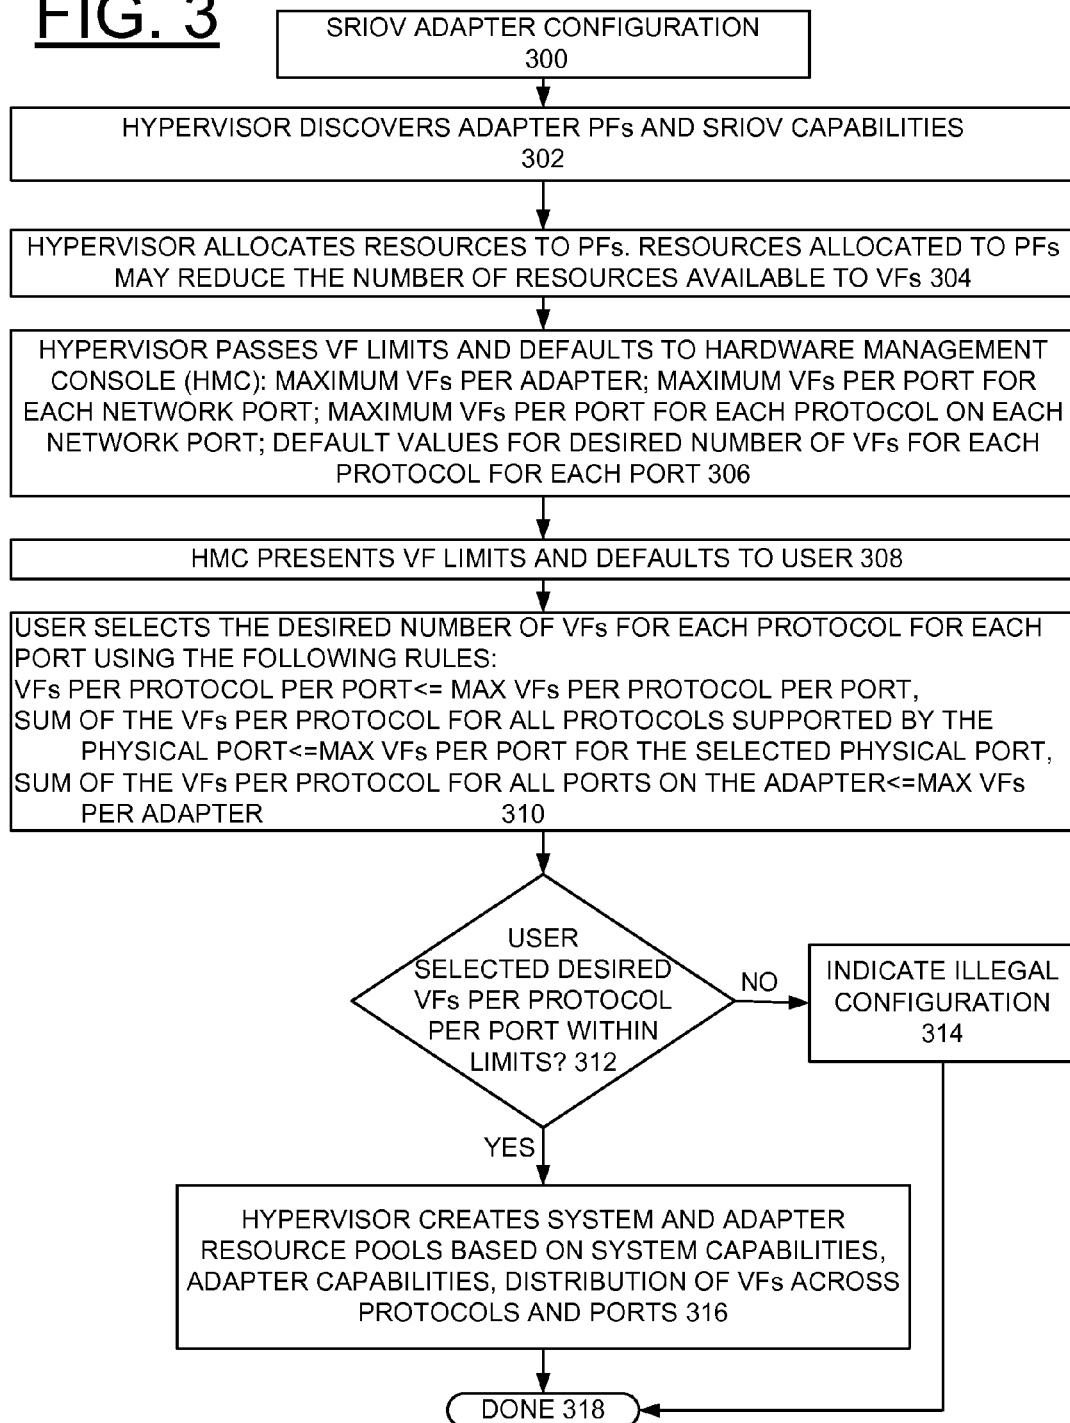 FIG. 3
SRIOV ADAPTER CONFIGURATION
300
HYPERVISOR DISCOVERS ADAPTER PFs AND SRIOV CAPABILITIES
302
HYPERVISOR ALLOCATES RESOURCES TO PFs. RESOURCES ALLOCATED TO PFs
MAY REDUCE THE NUMBER OF RESOURCES AVAILABLE TO VFs 304
HYPERVISOR PASSES VF LIMITS AND DEFAULTS TO HARDWARE MANAGEMENT
CONSOLE (HMC): MAXIMUM VFs PER ADAPTER; MAXIMUM VFs PER PORT FOR
EACH NETWORK PORT; MAXIMUM VFs PER PORT FOR EACH PROTOCOL ON EACH
NETWORK PORT; DEFAULT VALUES FOR DESIRED NUMBER OF VFs FOR EACH
PROTOCOL FOR EACH PORT 306
HMC PRESENTS VF LIMITS AND DEFAULTS TO USER 308
USER SELECTS THE DESIRED NUMBER OF VFs FOR EACH PROTOCOL FOR EACH
PORT USING THE FOLLOWING RULES:
VFs PER PROTOCOL PER PORT<= MAX VFs PER PROTOCOL PER PORT,
SUM OF THE VFs PER PROTOCOL FOR ALL PROTOCOLS SUPPORTED BY THE
PHYSICAL PORT<=MAX VFs PER PORT FOR THE SELECTED PHYSICAL PORT,
SUM OF THE VFs PER PROTOCOL FOR ALL PORTS ON THE ADAPTER<=MAX VFs
PER ADAPTER 310
USER
SELECTED DESIRED
VFs PER PROTOCOL
PER PORT WITHIN
LIMITS? 312
NO
INDICATE ILLEGAL
CONFIGURATION
314
YES
HYPERVISOR CREATES SYSTEM AND ADAPTER
RESOURCE POOLS BASED ON SYSTEM CAPABILITIES,
ADAPTER CAPABILITIES, DISTRIBUTION OF VFs ACROSS
PROTOCOLS AND PORTS 316
DONE 318